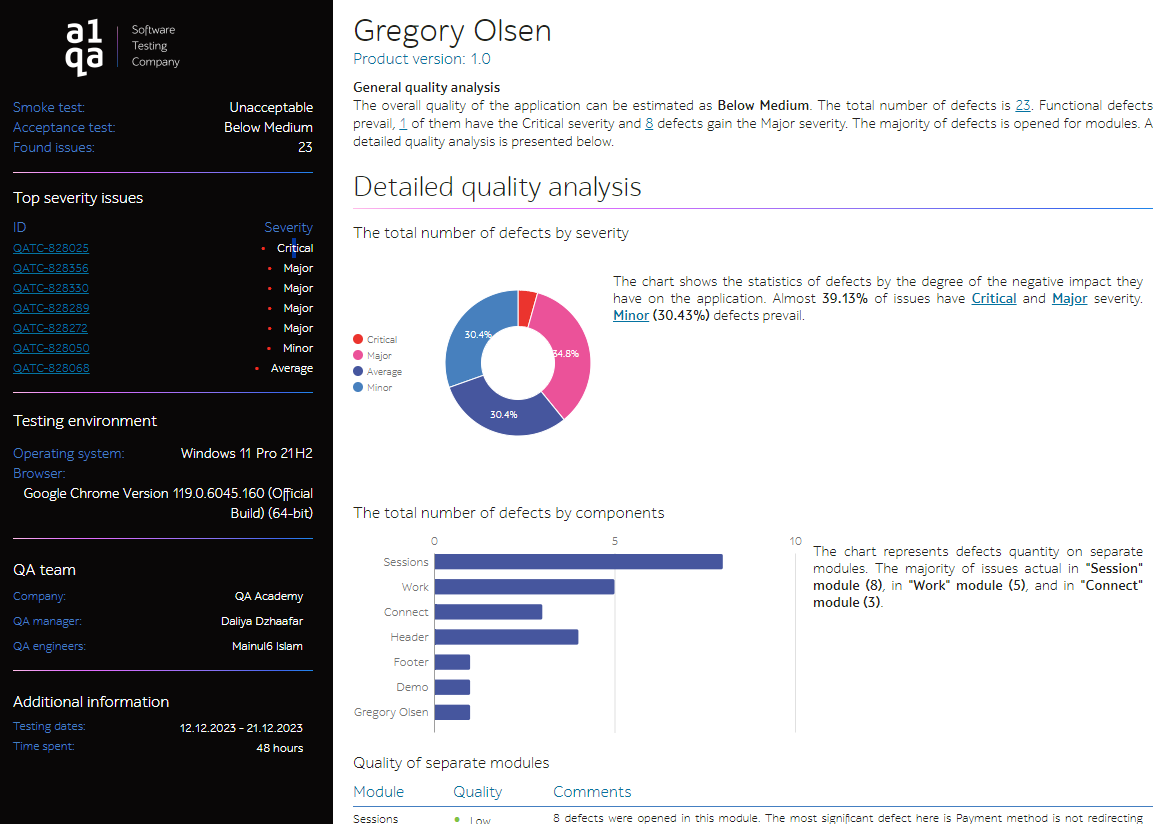 a1
qa
Software
Testing
Company
Smoke test: Unacceptable
Acceptance test: Below Medium
Found issues: 23
Top severity issues
ID Severity
QATC-828025 Critical
QATC-828356 Major
QATC-828330 Major
QATC-828289 Major
QATC-828272 Major
QATC-828050 Minor
QATC-828068 Average
Testing environment
Operating system: Windows 11 Pro 21H2
Browser:
Google Chrome Version 119.0.6045.160 (Official
Build) (64-bit)
QA team
Company: QA Academy
QA manager: Daliya Dzhaafar
QA engineers: Mainul6 Islam
Additional information
Testing dates: 12.12.2023 - 21.12.2023
Time spent: 48 hours
Gregory Olsen
Product version: 1.0
General quality analysis
The overall quality of the application can be estimated as Below Medium. The total number of defects is 23. Functional defects
prevail, 1 of them have the Critical severity and 8 defects gain the Major severity. The majority of defects is opened for modules. A
detailed quality analysis is presented below.
Detailed quality analysis
The total number of defects by severity
Critical
Major
Average
Minor
30.4%
34.8%
30.4%
The chart shows the statistics of defects by the degree of the negative impact they
have on the application. Almost 39.13% of issues have Critical and Major severity.
Minor (30.43%) defects prevail.
The total number of defects by components
0 5 10
Sessions
Work
Connect
Header
Footer
Demo
Gregory Olsen
The chart represents defects quantity on separate
modules. The majority of issues actual in "Session"
module (8), in "Work" module (5), and in "Connect"
module (3).
Quality of separate modules
Module Quality Comments
Sessions Low 8 defects were opened in this module. The most significant defect here is Payment method is not redirecting